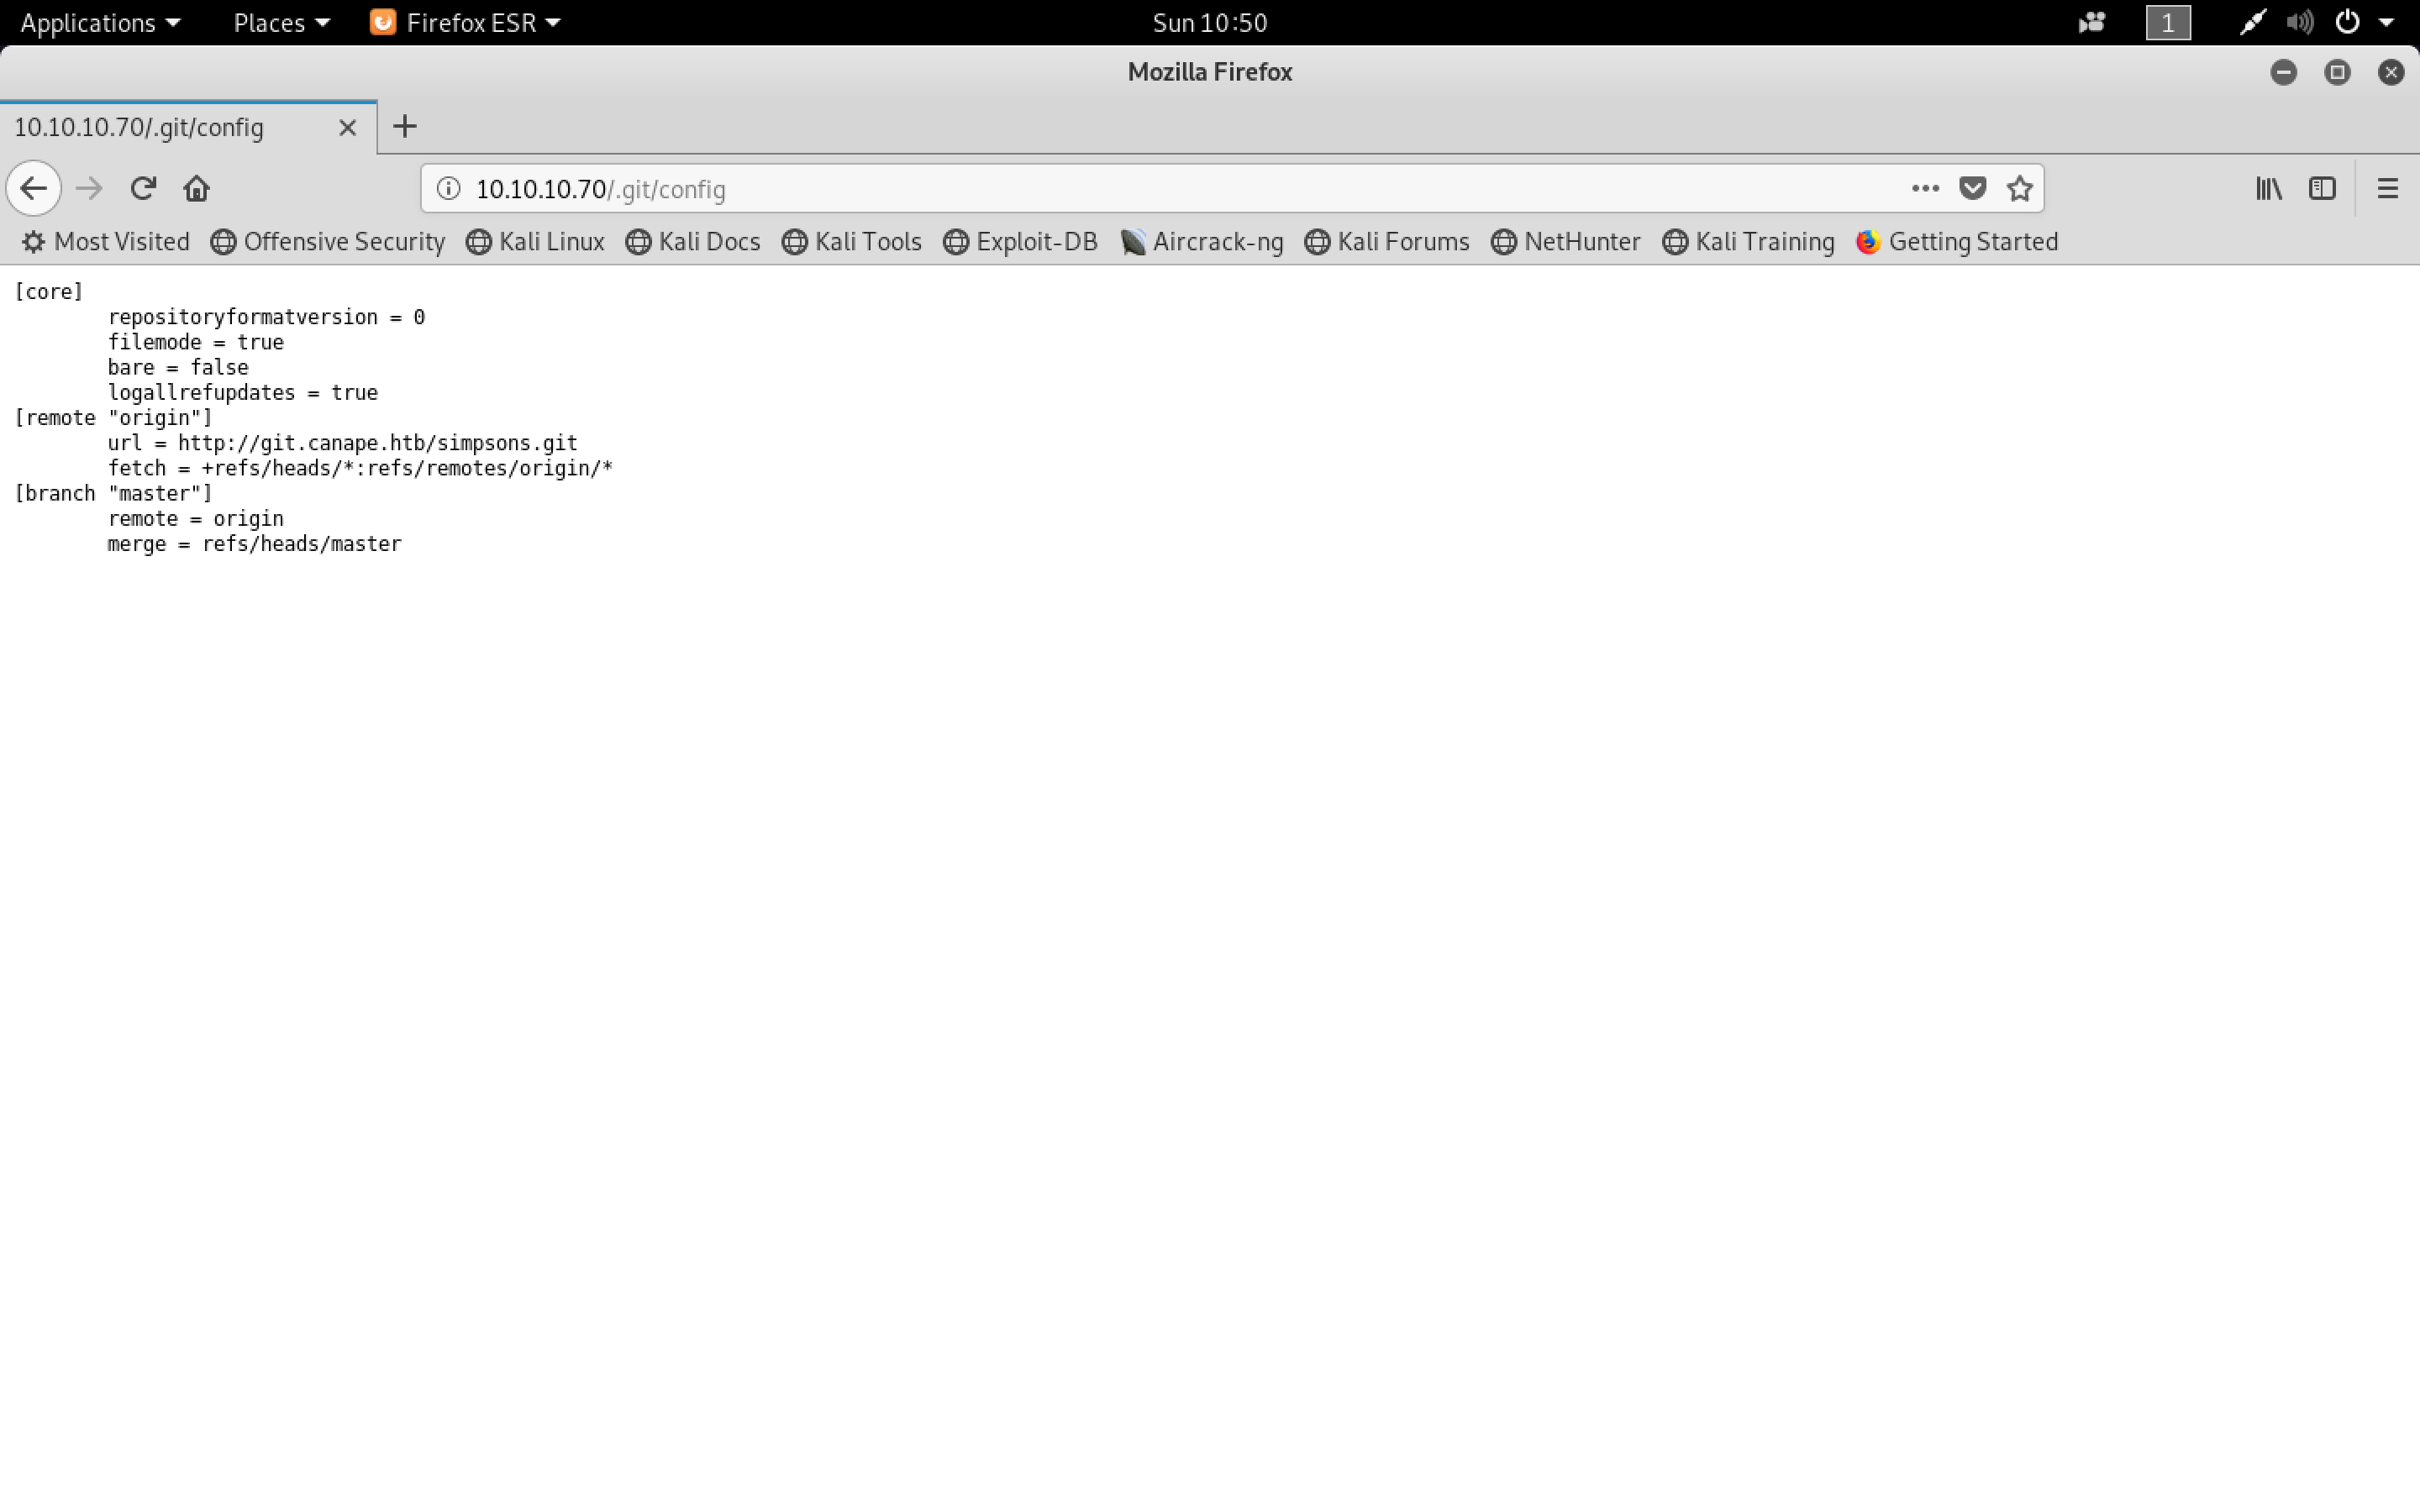 Applications Places Firefox ESR Sun 10:50 1
Mozilla Firefox
10.10.10.70/.git/config
10.10.10.70/.git/config
Most Visited Offensive Security Kali Linux Kali Docs Kali Tools Exploit-DB Aircrack-ng Kali Forums NetHunter Kali Training Getting Started
[core]
repositoryformatversion = 0
filemode = true
bare = false
logallrefupdates = true
[remote "origin"]
url = http://git.canape.htb/simpsons.git
fetch = +refs/heads/*:refs/remotes/origin/*
[branch "master"]
remote = origin
merge = refs/heads/master